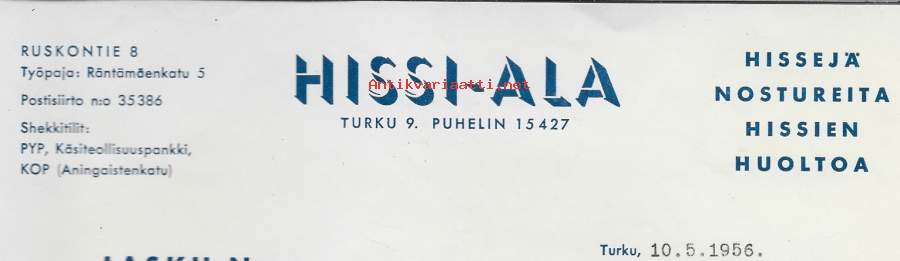 RUSKONTIE 8
Työpaja: Räntämäenkatu 5
Postisiirto n:o 35386
Shekkitilit:
PYP, Käsiteollisuuspankki,
KOP (Aningaistenkatu)
HISSI-ALA
Antikvariaatti.net
TURKU 9. PUHELIN 15427
HISSEJÄ
NOSTUREITA
HISSIEN
HUOLTOA
Turku, 10.5.1956.
LASKU N